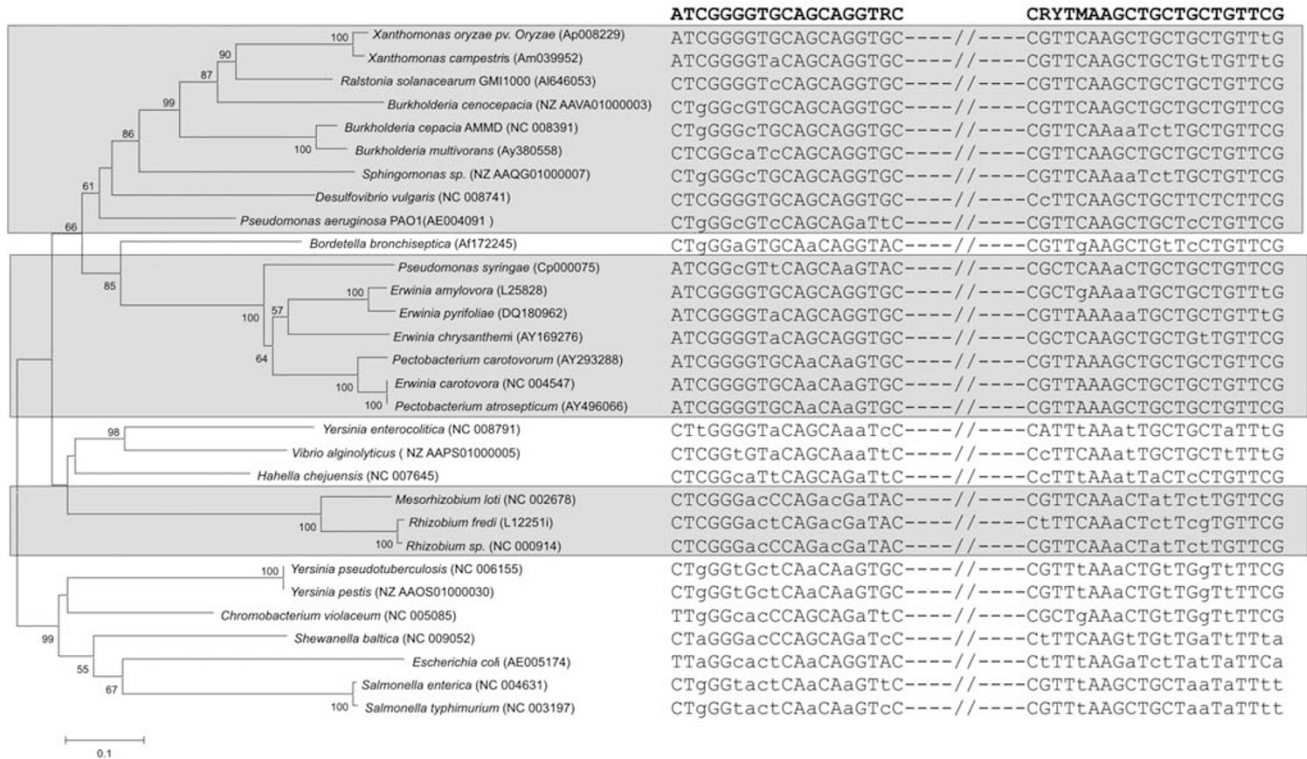 ATCGGGGTGCAGCAGGTRC CRYTMAAGCTGCTGCTGTTCG
100 Xanthomonas oryzae pv. Oryzae (Ap008229) ATCGGGGTGCAGCAGGTGC----//----CGTTCAAGCTGCTGCTGTTtG
90 Xanthomonas campestris (Am039952) ATCGGGGTaCAGCAGGTGC----//----CGTTCAAGCTGCTGtTGTTtG
87 Ralstonia solanacearum GMI1000 (Al646053) CTCGGGGTcCAGCAGGTGC----//----CGTTCAAGCTGCTGCTGTTCG
99 Burkholderia cenocepacia (NZ AAVA01000003) CTgGGcGTGCAGCAGGTGC----//----CGTTCAAGCTGCTGCTGTTCG
86 Burkholderia cepacia AMMD (NC 008391) CTgGGGcTGCAGCAGGTGC----//----CGTTCAAaaTctTGCTGTTCG
100 Burkholderia multivorans (Ay380558) CTCGGcaTcCAGCAGGTGC----//----CGTTCAAGCTGCTGCTGTTCG
Sphingomonas sp. (NZ AAQG01000007) CTgGGcTGCAGCAGGTGC----//----CGTTCAAaaTctTGCTGTTCG
61 Desulfovibrio vulgaris (NC 008741) CTCGGGGTGCAGCAGGTGC----//----CcTTCAAGCTGCTTCTCTTCG
66 Pseudomonas aeruginosa PAO1(AE004091) CTgGGcGTcCAGCAGaTtC----//----CGTTCAAGCTGCTcCTGTTCG
Bordetella bronchiseptica (Af172245) CTgGGaGTGCAaCAGGTAC----//----CGTTgAAGCTGtTcCTGTTCG
85 Pseudomonas syringae (Cp000075) ATCGGcGTtCAGCAaGTAC----//----CGCTCAAaCTGCTGCTGTTCG
100 Erwinia amylovora (L25828) ATCGGGGTGCAGCAGGTGC----//----CGCTgAAaaTGCTGCTGTTtG
100 57 Erwinia pyrifoliae (DQ180962) ATCGGGGTaCAGCAGGTGC----//----CGTTAAAaaTGCTGCTGTTtG
64 Erwinia chrysanthemi (AY169276) ATCGGGGTaCAGCAGGTGC----//----CGCTCAAGCTGCTGtTGTTCG
Pectobacterium carotovorum (AY293288) ATCGGGGTGCAaCAaGTGC----//----CGTTAAAGCTGCTGCTGTTCG
100 Erwinia carotovora (NC 004547) ATCGGGGTGCAaCAaGTGC----//----CGTTAAAGCTGCTGCTGTTCG
100 Pectobacterium atrosepticum (AY496066) ATCGGGGTGCAaCAaGTGC----//----CGTTAAAGCTGCTGCTGTTCG
98 Yersinia enterocolitica (NC 008791) CTtGGGGTaCAGCAaaTcC----//----CATTtAAatTGCTGCTaTTtG
Vibrio alginolyticus ( NZ AAPS01000005) CTCGGtGTaCAGCAaaTtC----//----CcTTCAAGCTGCTGCTtTTtG
Hahella chejuensis (NC 007645) CTCGGcaTtCAGCAGaTtC----//----CcTTtAAatTaCTcCTGTTCG
Mesorhizobium loti (NC 002678) CTCGGGacCCAGacGaTAC----//----CGTTCAAaCTatTctTGTTCG
100 Rhizobium fredi (L12251i) CTCGGGactCAGacGaTAC----//----CtTTCAAaCTctTcgTGTTCG
100 Rhizobium sp. (NC 000914) CTCGGGacCCAGacGaTAC----//----CGTTCAAaCTatTctTGTTCG
100 Yersinia pseudotuberculosis (NC 006155) CTgGGtGctCAaCAaGTGC----//----CGTTtAAaCTGtTGgTtTTCG
Yersinia pestis (NZ AAOS01000030) CTgGGtGcCCAaCAaGTGC----//----CGTTtAAaCTGtTGgTtTTCG
Chromobacterium violaceum (NC 005085) TTgGGGcaCCAGCAGaTtC----//----CGCTgAAaCTGtTGgTtTTCG
99 Shewanella baltica (NC 009052) CTaGGGacCCAGCAGaTcC----//----CtTTCAAGtTGtTGaTtTTta
55 Escherichia coli (AE005174) TTaGGcactCAaCAGGTAC----//----CtTTtAAGaTctTatTaTTCa
67 Salmonella enterica (NC 004631) CTgGGtactCAaCAaGTtC----//----CGTTtAAGCTGCTaaTaTTtt
100 Salmonella typhimurium (NC 003197) CTgGGtactCAaCAaGTcC----//----CGTTtAAGCTGCTaaTaTTtt
0.1